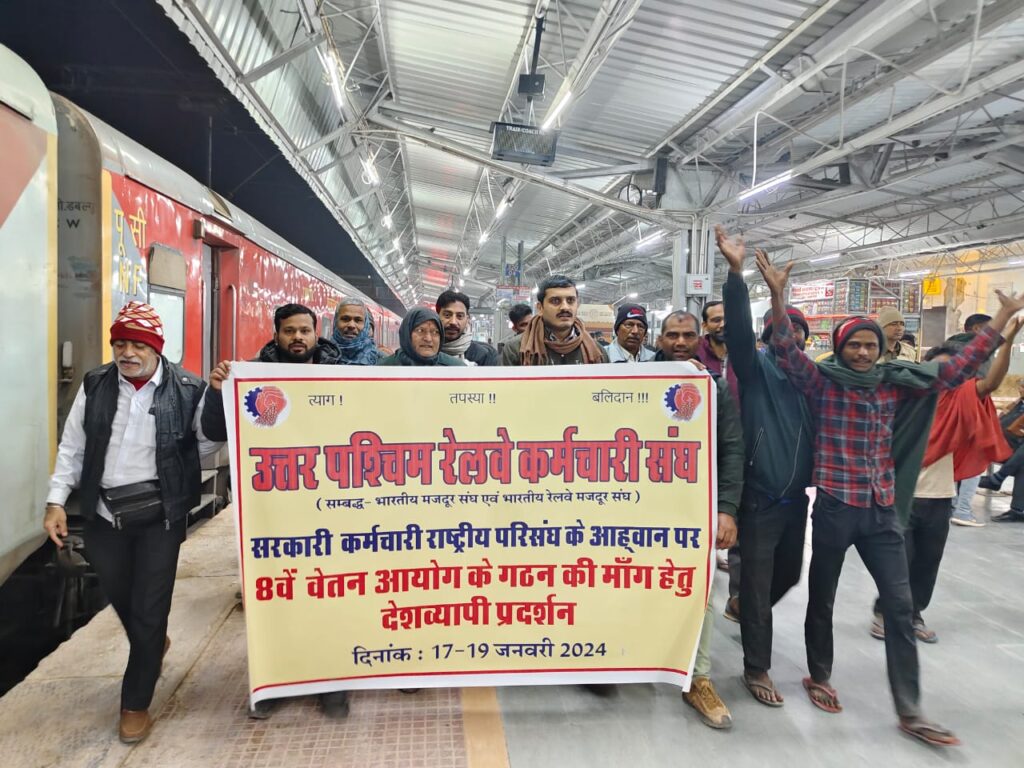 त्याग ! तपस्या !! बलिदान !!!
उत्तर पश्चिम रेलवे कर्मचारी संघ
( सम्बद्ध- भारतीय मजदूर संघ एवं भारतीय रेलवे मजदूर संघ )
सरकारी कर्मचारी राष्ट्रीय परिसंघ के आह्वान पर
8वें वेतन आयोग के गठन की माँग हेतु
देशव्यापी प्रदर्शन
दिनांक : 17-19 जनवरी 2024
पू सी